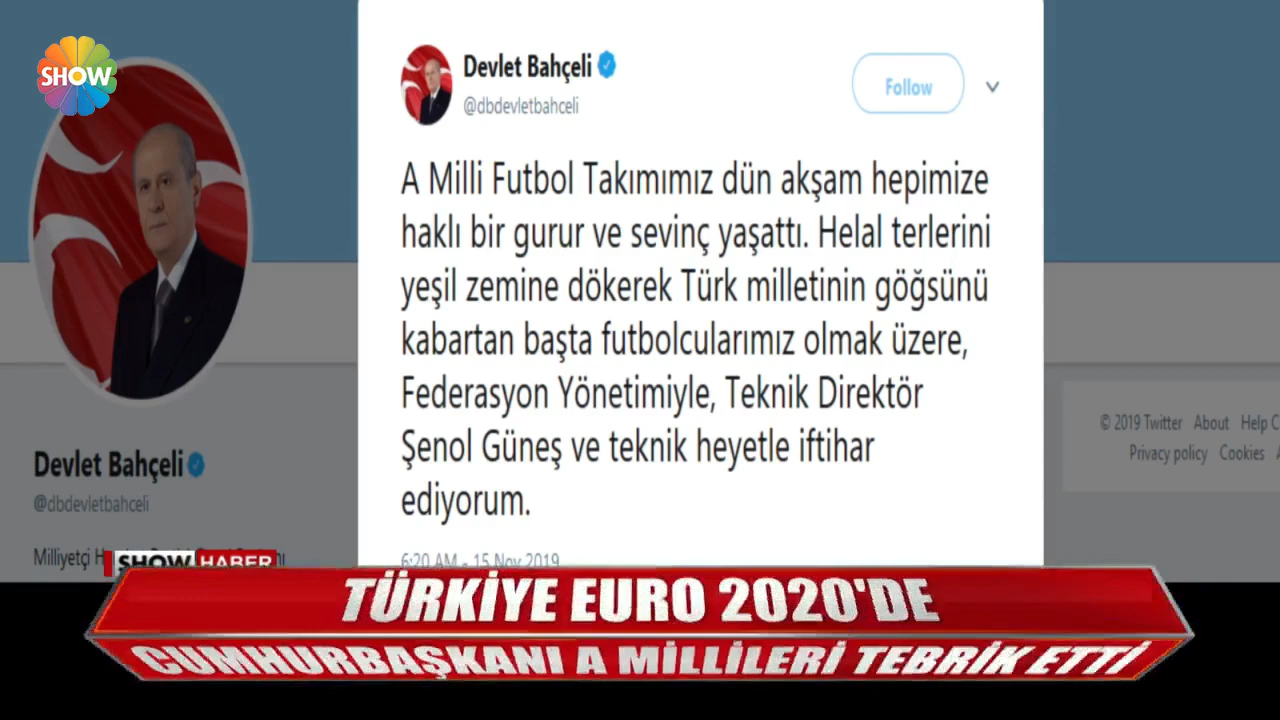 SHOW
Devlet Bahçeli
@dbdevletbahceli
Follow
A Milli Futbol Takımımız dün akşam hepimize
haklı bir gurur ve sevinç yaşattı. Helal terlerini
yeşil zemine dökerek Türk milletinin göğsünü
kabartan başta futbolcularımız olmak üzere,
Federasyon Yönetimiyle, Teknik Direktör
Şenol Güneş ve teknik heyetle iftihar
ediyorum.
6:20 AM - 15 Nov 2019
Devlet Bahçeli
@dbdevletbahceli
Milliyetçi
© 2019 Twitter About Help C
Privacy policy Cookies
SHOW HABER
TÜRKİYE EURO 2020'DE
CUMHURBAŞKANI A MİLLİLERİ TEBRİK ETTİ